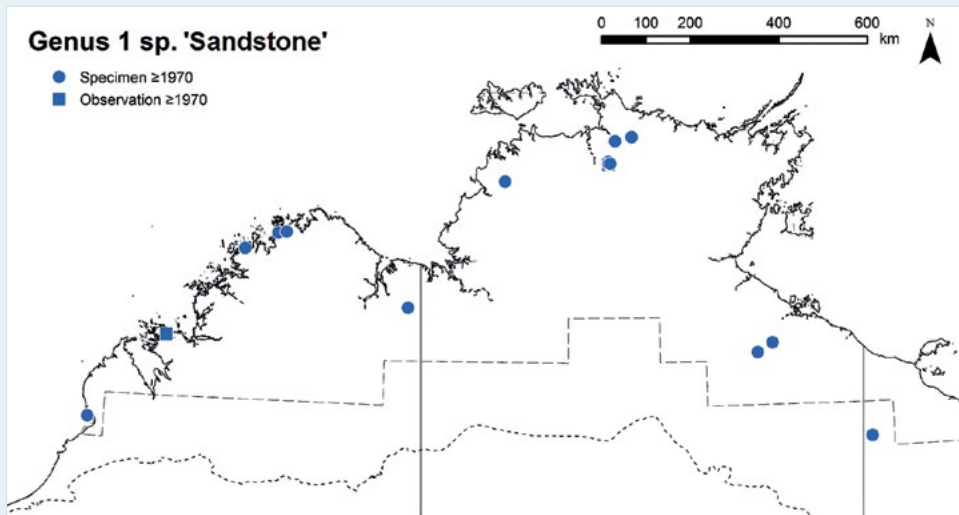 Genus 1 sp. 'Sandstone'
Specimen ≥1970
Observation ≥1970
0 100 200 400 600
km
N